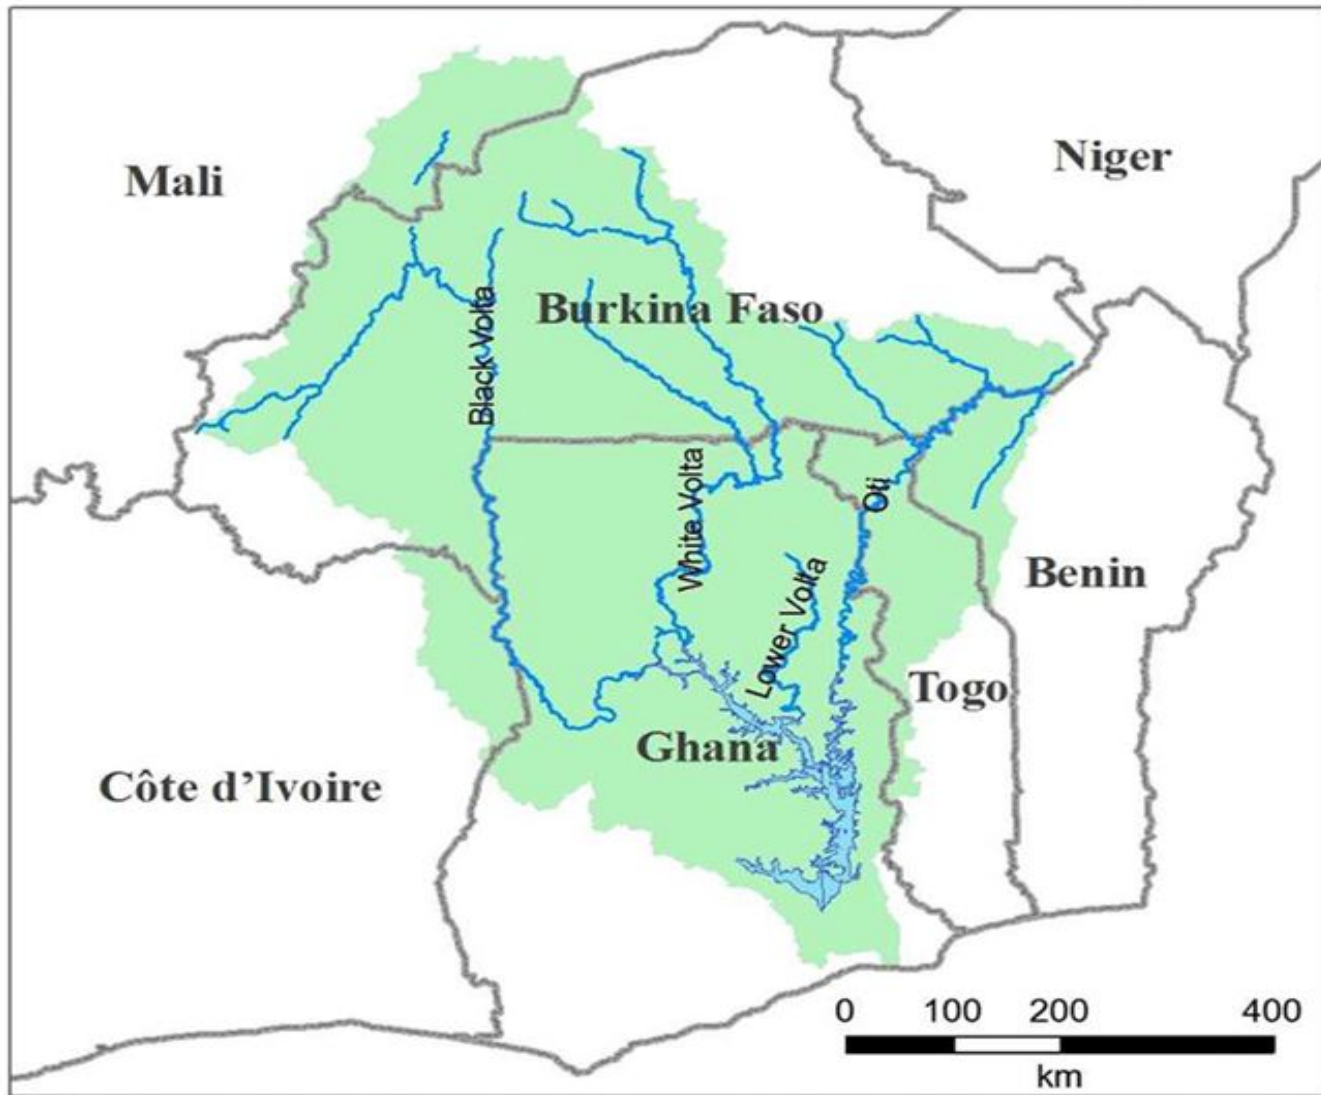 Niger
Mali
Burkina Faso
Black Volta
White Volta
Oti
Lower Volta
Benin
Togo
Ghana
Côte d’Ivoire
0 100 200 400
km